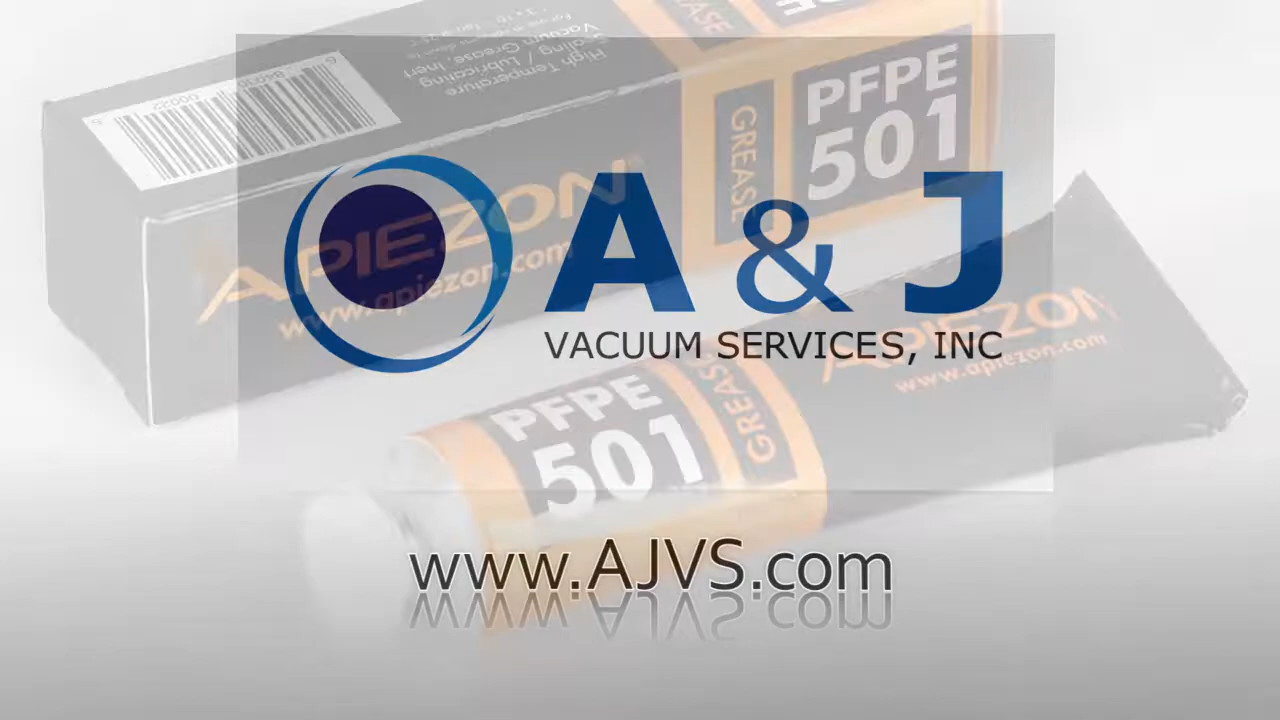 High Temperature
Sealing / Lubricating
Vacuum Grease, Inert
GREASE
PFPE
501
APIEZON
www.apiezon.com
A & J
VACUUM SERVICES, INC
APIEZON
www.apiezon.com
PFPE
501
GREASE
www.AJVS.com